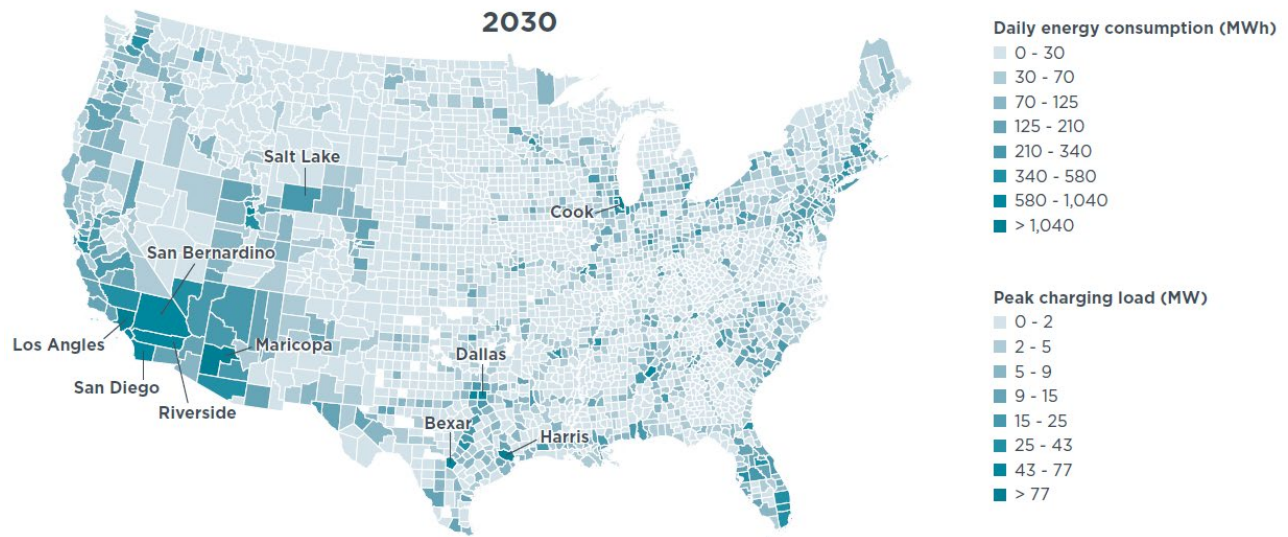 2030
Salt Lake
Cook
San Bernardino
Los Angles
Maricopa
San Diego
Riverside
Dallas
Bexar
Harris
Daily energy consumption (MWh)
0 - 30
30 - 70
70 - 125
125 - 210
210 - 340
340 - 580
580 - 1,040
> 1,040
Peak charging load (MW)
0 - 2
2 - 5
5 - 9
9 - 15
15 - 25
25 - 43
43 - 77
> 77